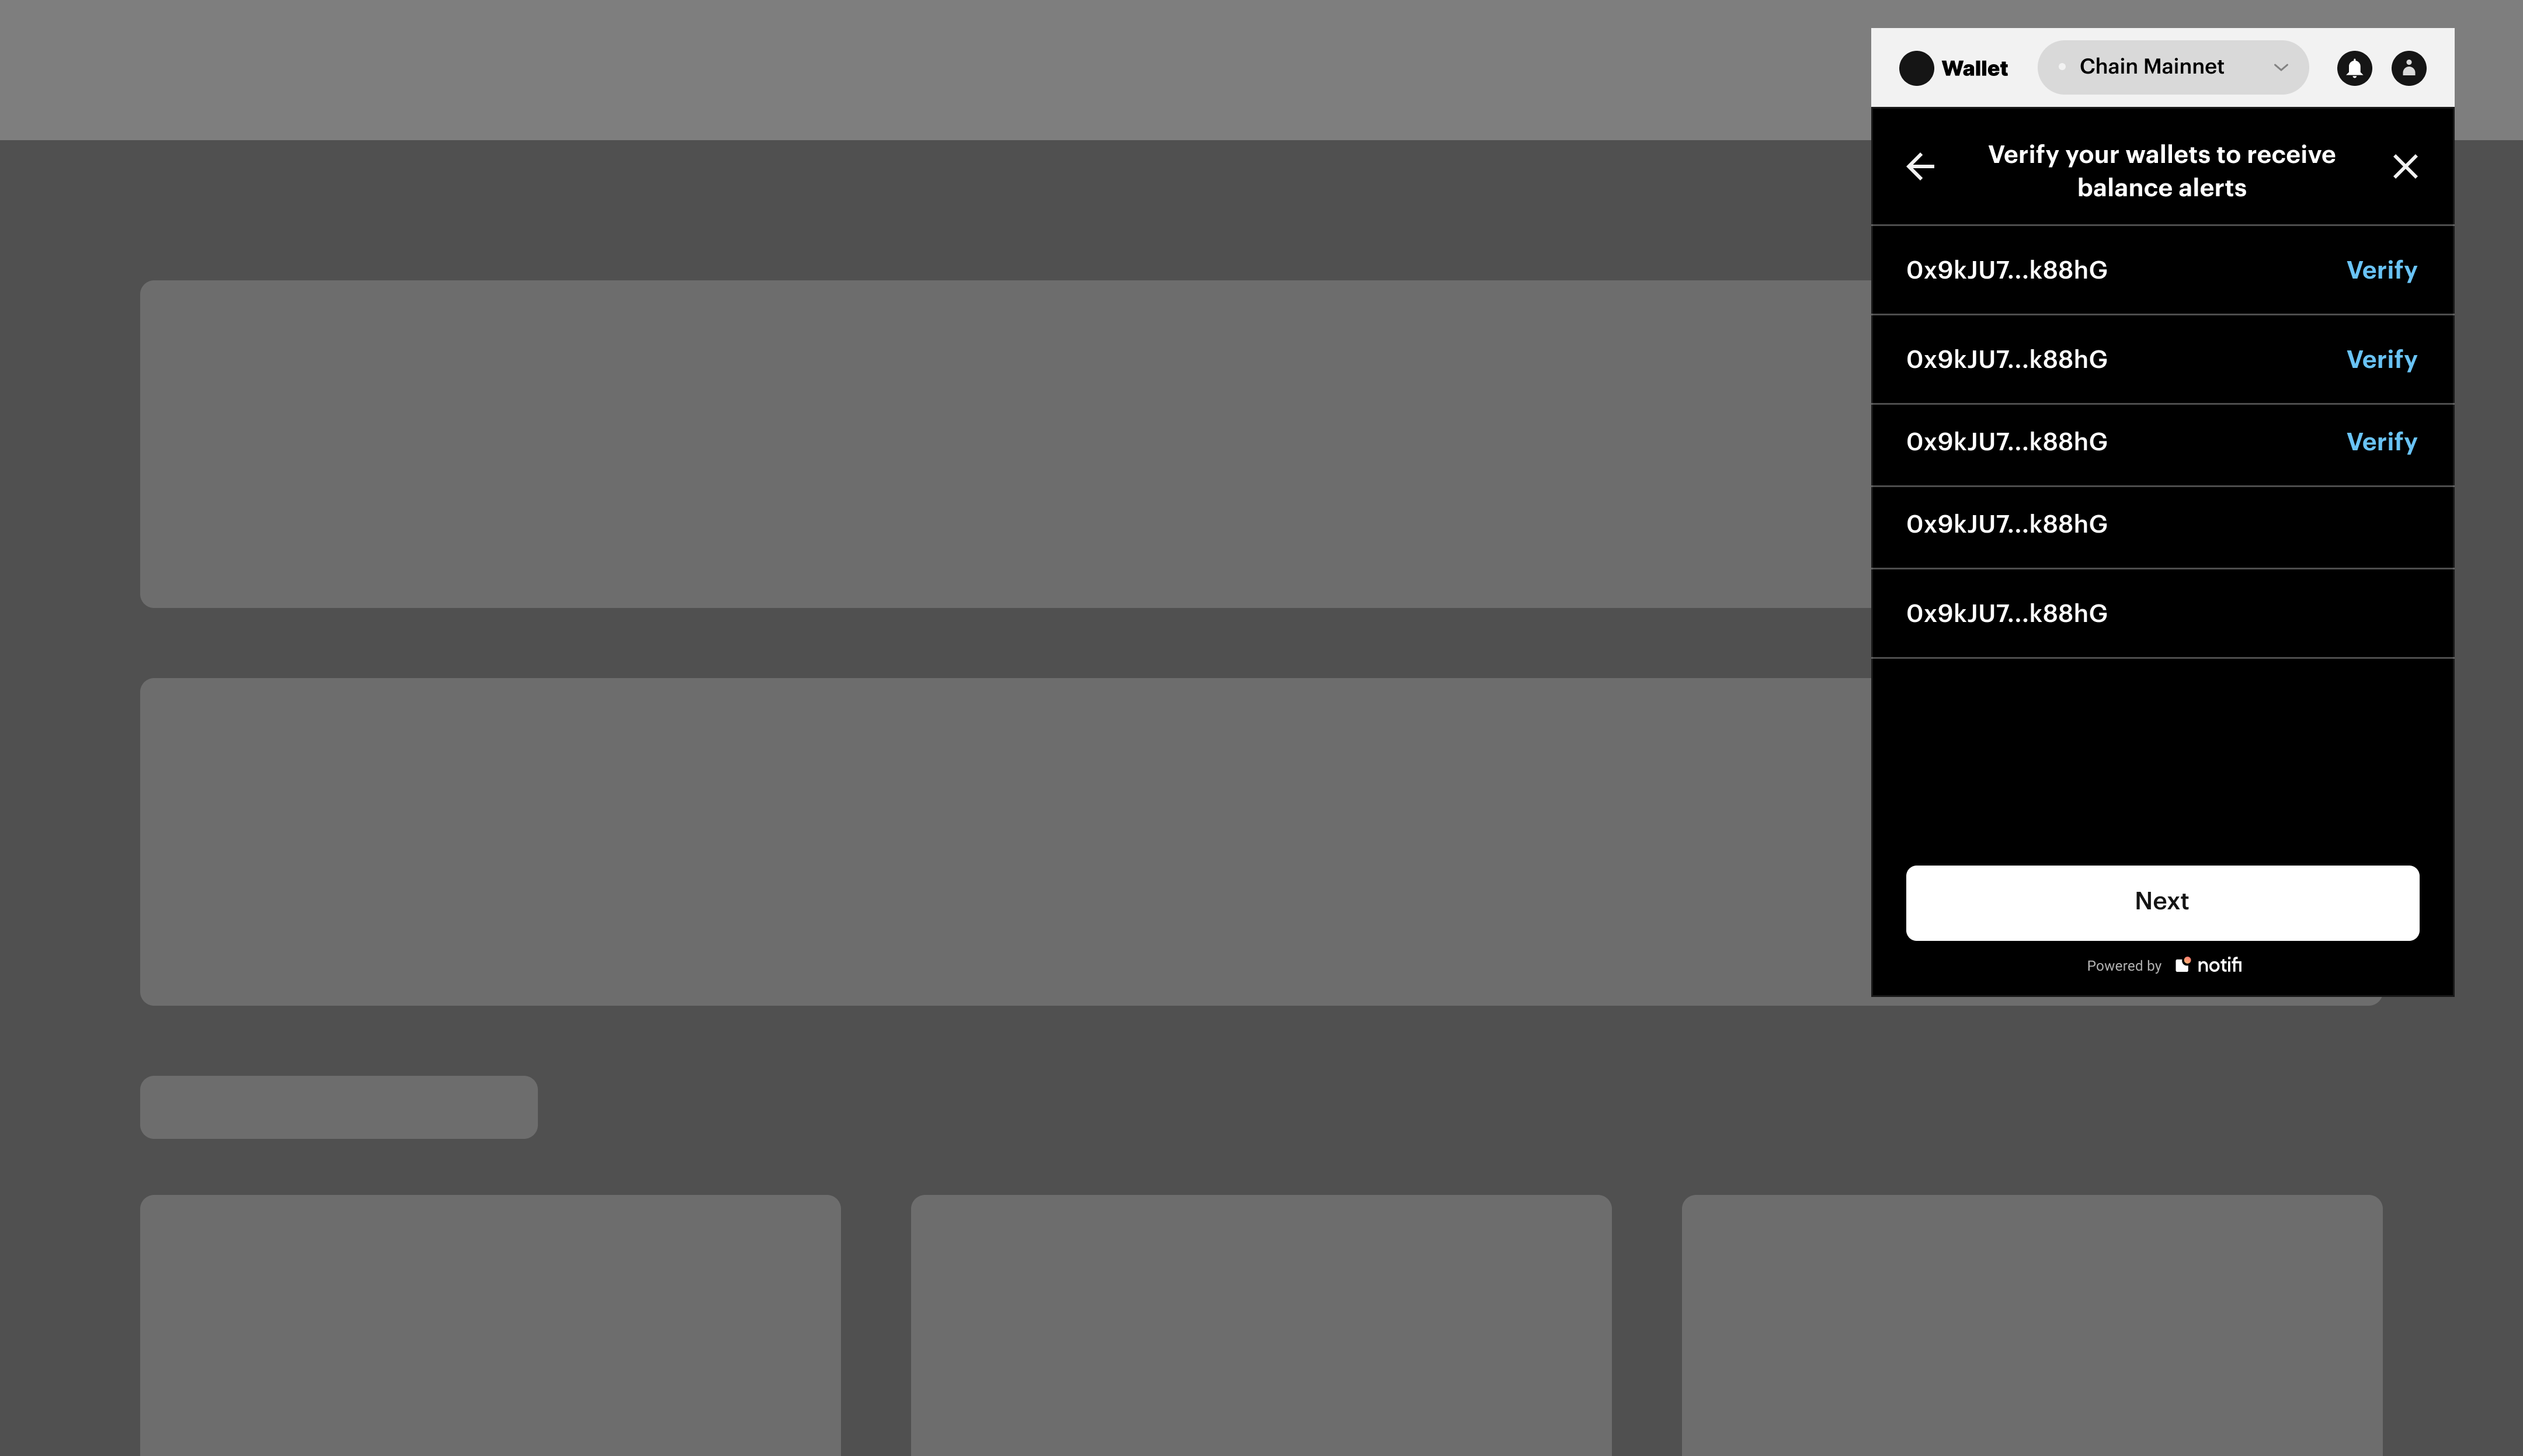 Wallet
Chain Mainnet
Verify your wallets to receive
balance alerts
0x9kJU7...k88hG Verify
0x9kJU7...k88hG Verify
0x9kJU7...k88hG Verify
0x9kJU7...k88hG
0x9kJU7...k88hG
Next
Powered by notifi